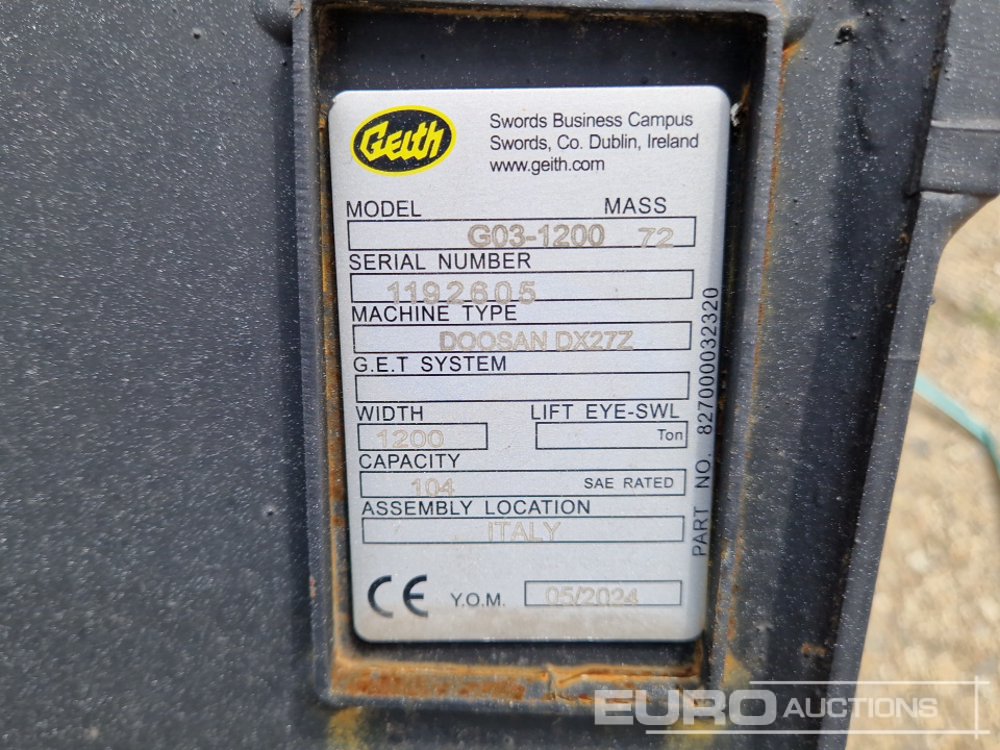 Geith
Swords Business Campus
Swords, Co. Dublin, Ireland
www.geith.com
MODEL MASS
G03-1200 72
SERIAL NUMBER
1192605
MACHINE TYPE
DOOSAN DX27Z
G.E.T SYSTEM
WIDTH LIFT EYE-SWL
1200 Ton
CAPACITY
104 SAE RATED
ASSEMBLY LOCATION
ITALY
CE Y.O.M. 05/2024
PART NO. 827000032320
EURO AUCTIONS